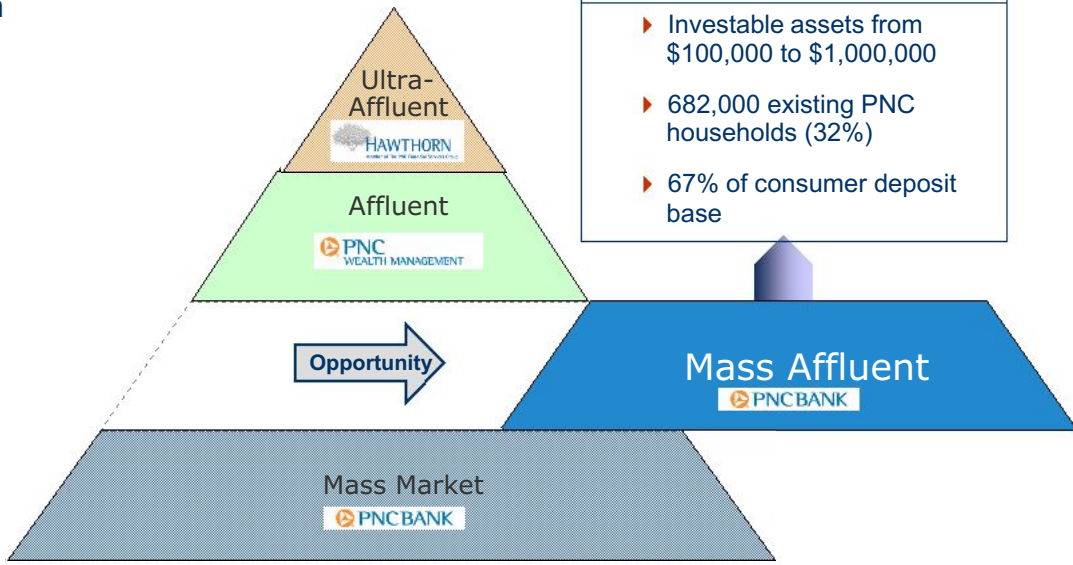 Investable assets from
$100,000 to $1,000,000
682,000 existing PNC
households (32%)
67% of consumer deposit
base
Ultra-
Affluent
HAWTHORN
Affluent
PNC
WEALTH MANAGEMENT
Opportunity
Mass Affluent
PNCBANK
Mass Market
PNCBANK